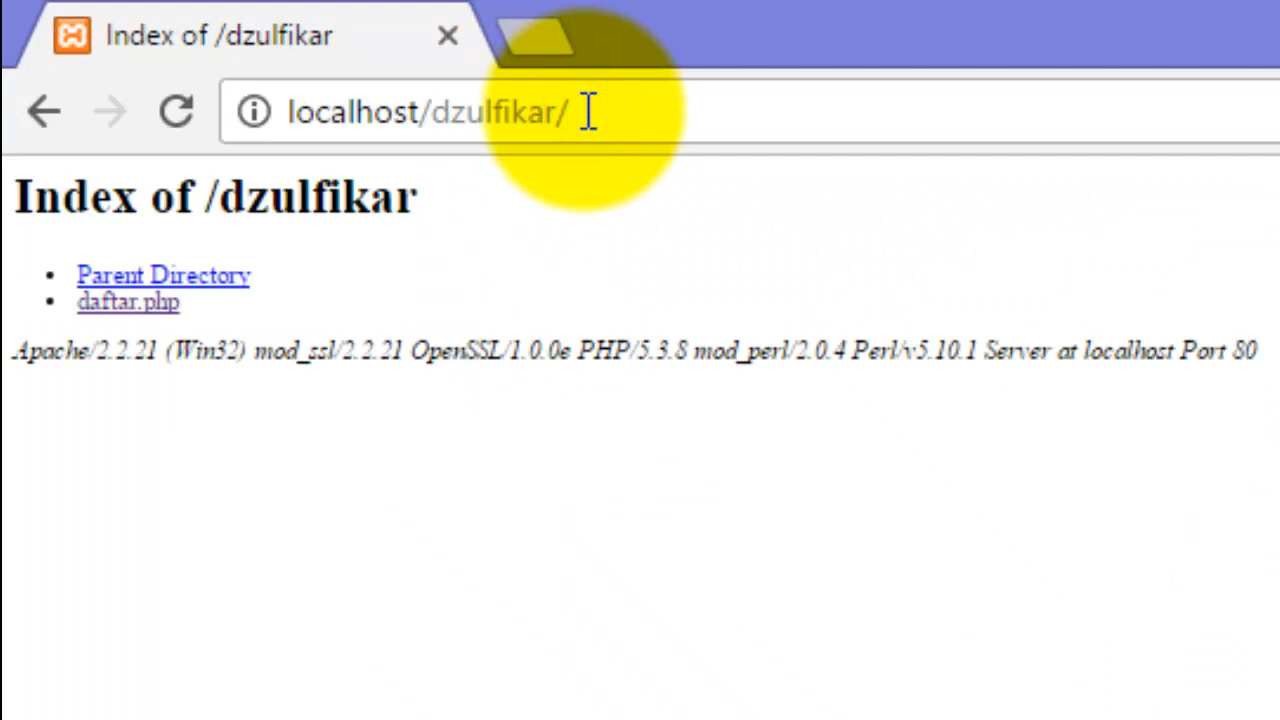 Index of /dzulfikar
localhost/dzulfikar/
Index of /dzulfikar
Parent Directory
daftar.php
Apache/2.2.21 (Win32) mod_ssl/2.2.21 OpenSSL/1.0.0e PHP/5.3.8 mod_perl/2.0.4 Perl/v5.10.1 Server at localhost Port 80